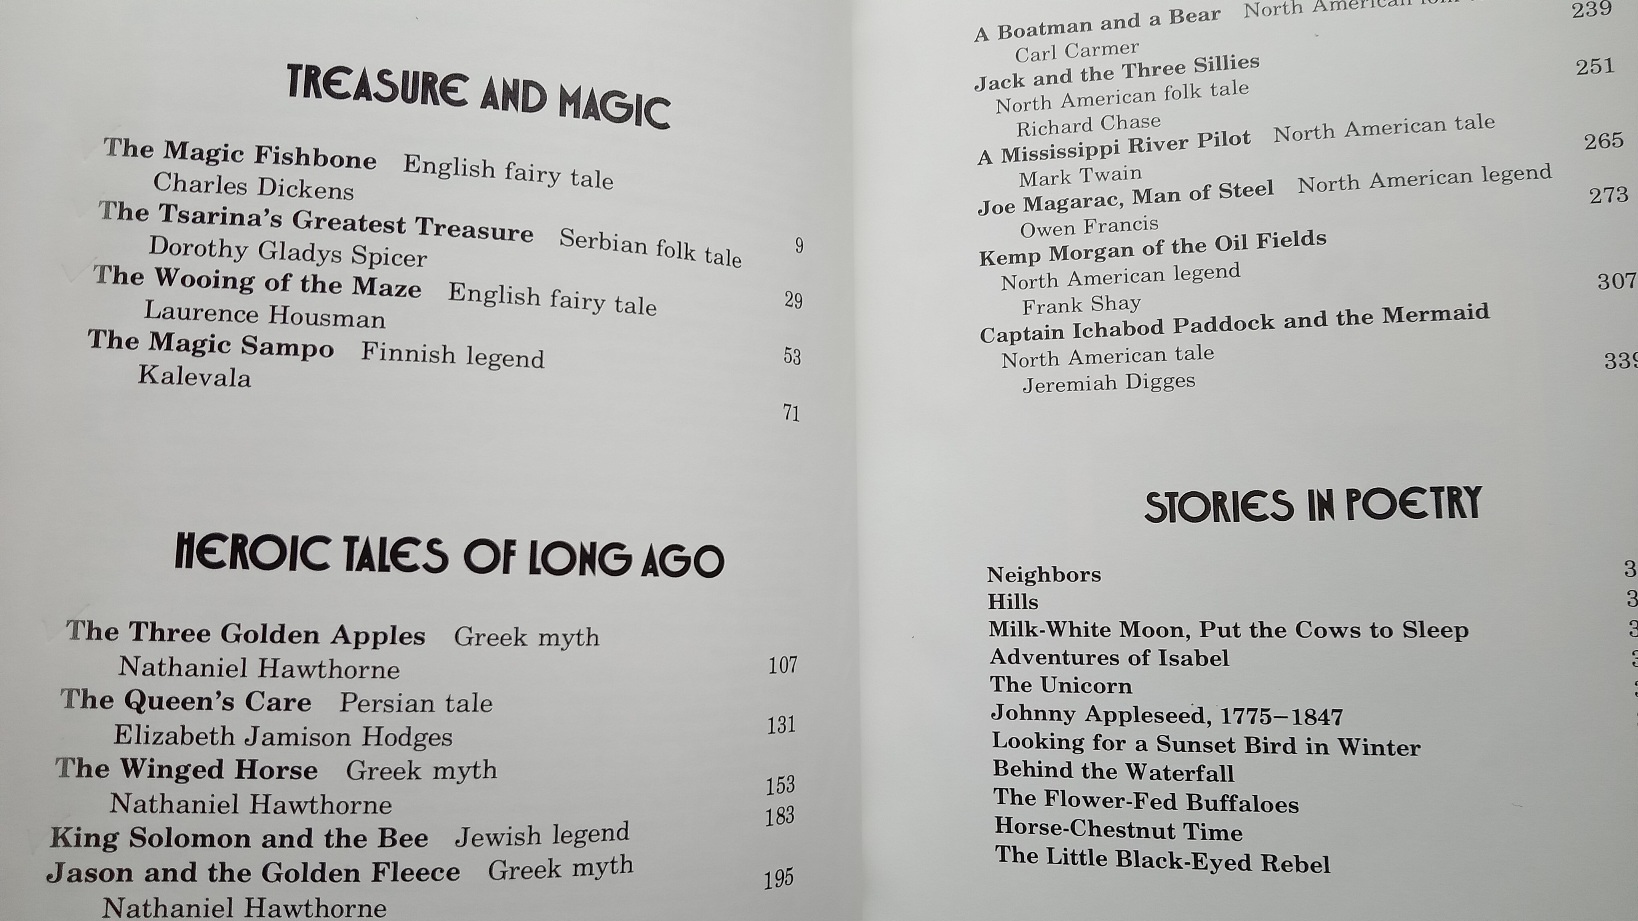 TREASURE AND MAGIC
The Magic Fishbone English fairy tale
Charles Dickens 9
The Tsarina's Greatest Treasure Serbian folk tale
Dorothy Gladys Spicer 29
The Wooing of the Maze English fairy tale
Laurence Housman 53
The Magic Sampo Finnish legend
Kalevala 71
HEROIC TALES OF LONG AGO
The Three Golden Apples Greek myth
Nathaniel Hawthorne 107
The Queen's Care Persian tale
Elizabeth Jamison Hodges 131
The Winged Horse Greek myth
Nathaniel Hawthorne 153
King Solomon and the Bee Jewish legend 183
Jason and the Golden Fleece Greek myth
Nathaniel Hawthorne 195
A Boatman and a Bear North American
Carl Carmer 239
Jack and the Three Sillies
North American folk tale
Richard Chase 251
A Mississippi River Pilot North American tale
Mark Twain 265
Joe Magarac, Man of Steel North American legend
Owen Francis 273
Kemp Morgan of the Oil Fields
North American legend
Frank Shay 307
Captain Ichabod Paddock and the Mermaid
North American tale
Jeremiah Digges 339
STORIES IN POETRY
Neighbors
Hills
Milk-White Moon, Put the Cows to Sleep
Adventures of Isabel
The Unicorn
Johnny Appleseed, 1775–1847
Looking for a Sunset Bird in Winter
Behind the Waterfall
The Flower-Fed Buffaloes
Horse-Chestnut Time
The Little Black-Eyed Rebel